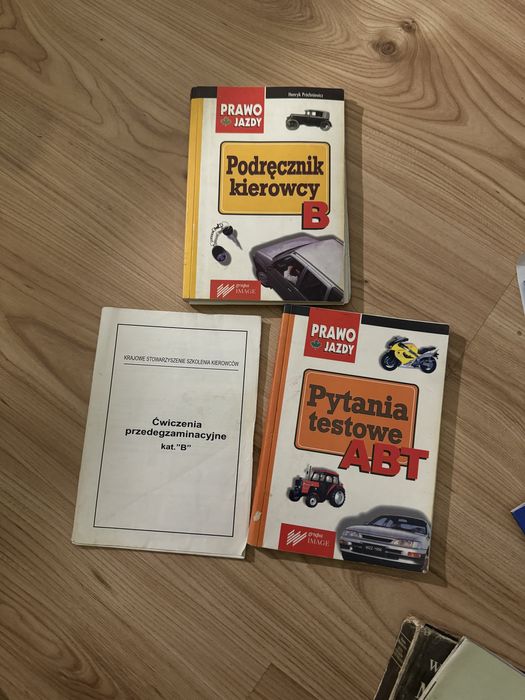 Henryk Próchniewicz
PRAWO
JAZDY
Podręcznik
kierowcy
B
grupa
IMAGE
KRAJOWE STOWARZYSZENIE SZKOLENIA KIEROWCÓW
Ćwiczenia
przedegzaminacyjne
kat."B"
PRAWO
JAZDY
Pytania
testowe
ABT
grupa
IMAGE